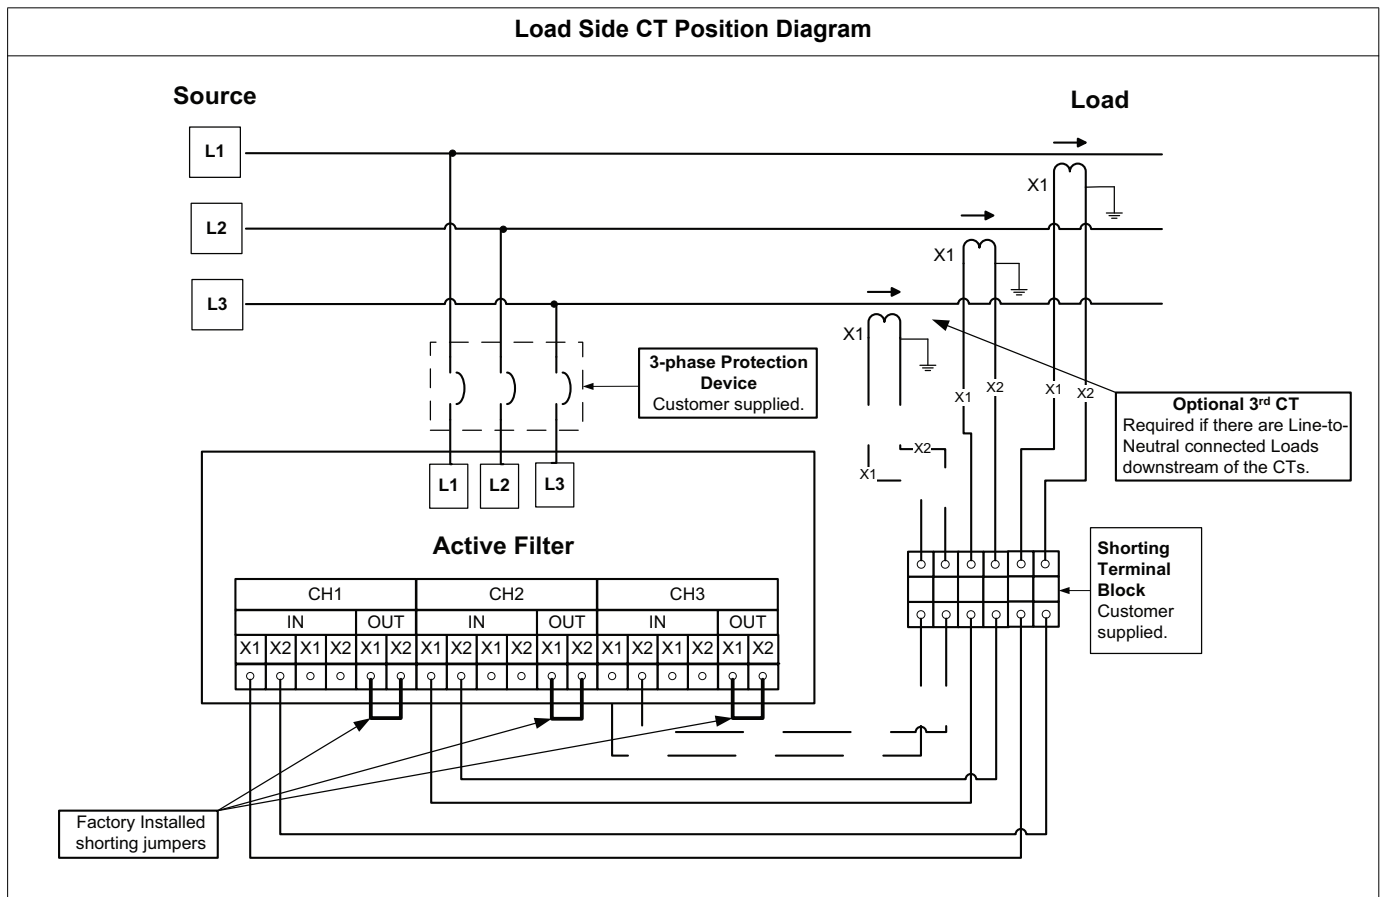 Load Side CT Position Diagram
Source
Load
L1
X1
L2
X1
L3
X1
3-phase Protection
Device
Customer supplied.
X1
X2
X1
X2
Optional 3rd CT
Required if there are Line-to-
Neutral connected Loads
downstream of the CTs.
X2
X1
L1
L2
L3
Active Filter
Shorting
Terminal
Block
Customer
supplied.
CH1 CH2 CH3
IN OUT IN OUT IN OUT
X1 X2 X1 X2 X1 X2 X1 X2 X1 X2 X1 X2 X1 X2 X1 X2 X1 X2
Factory Installed
shorting jumpers